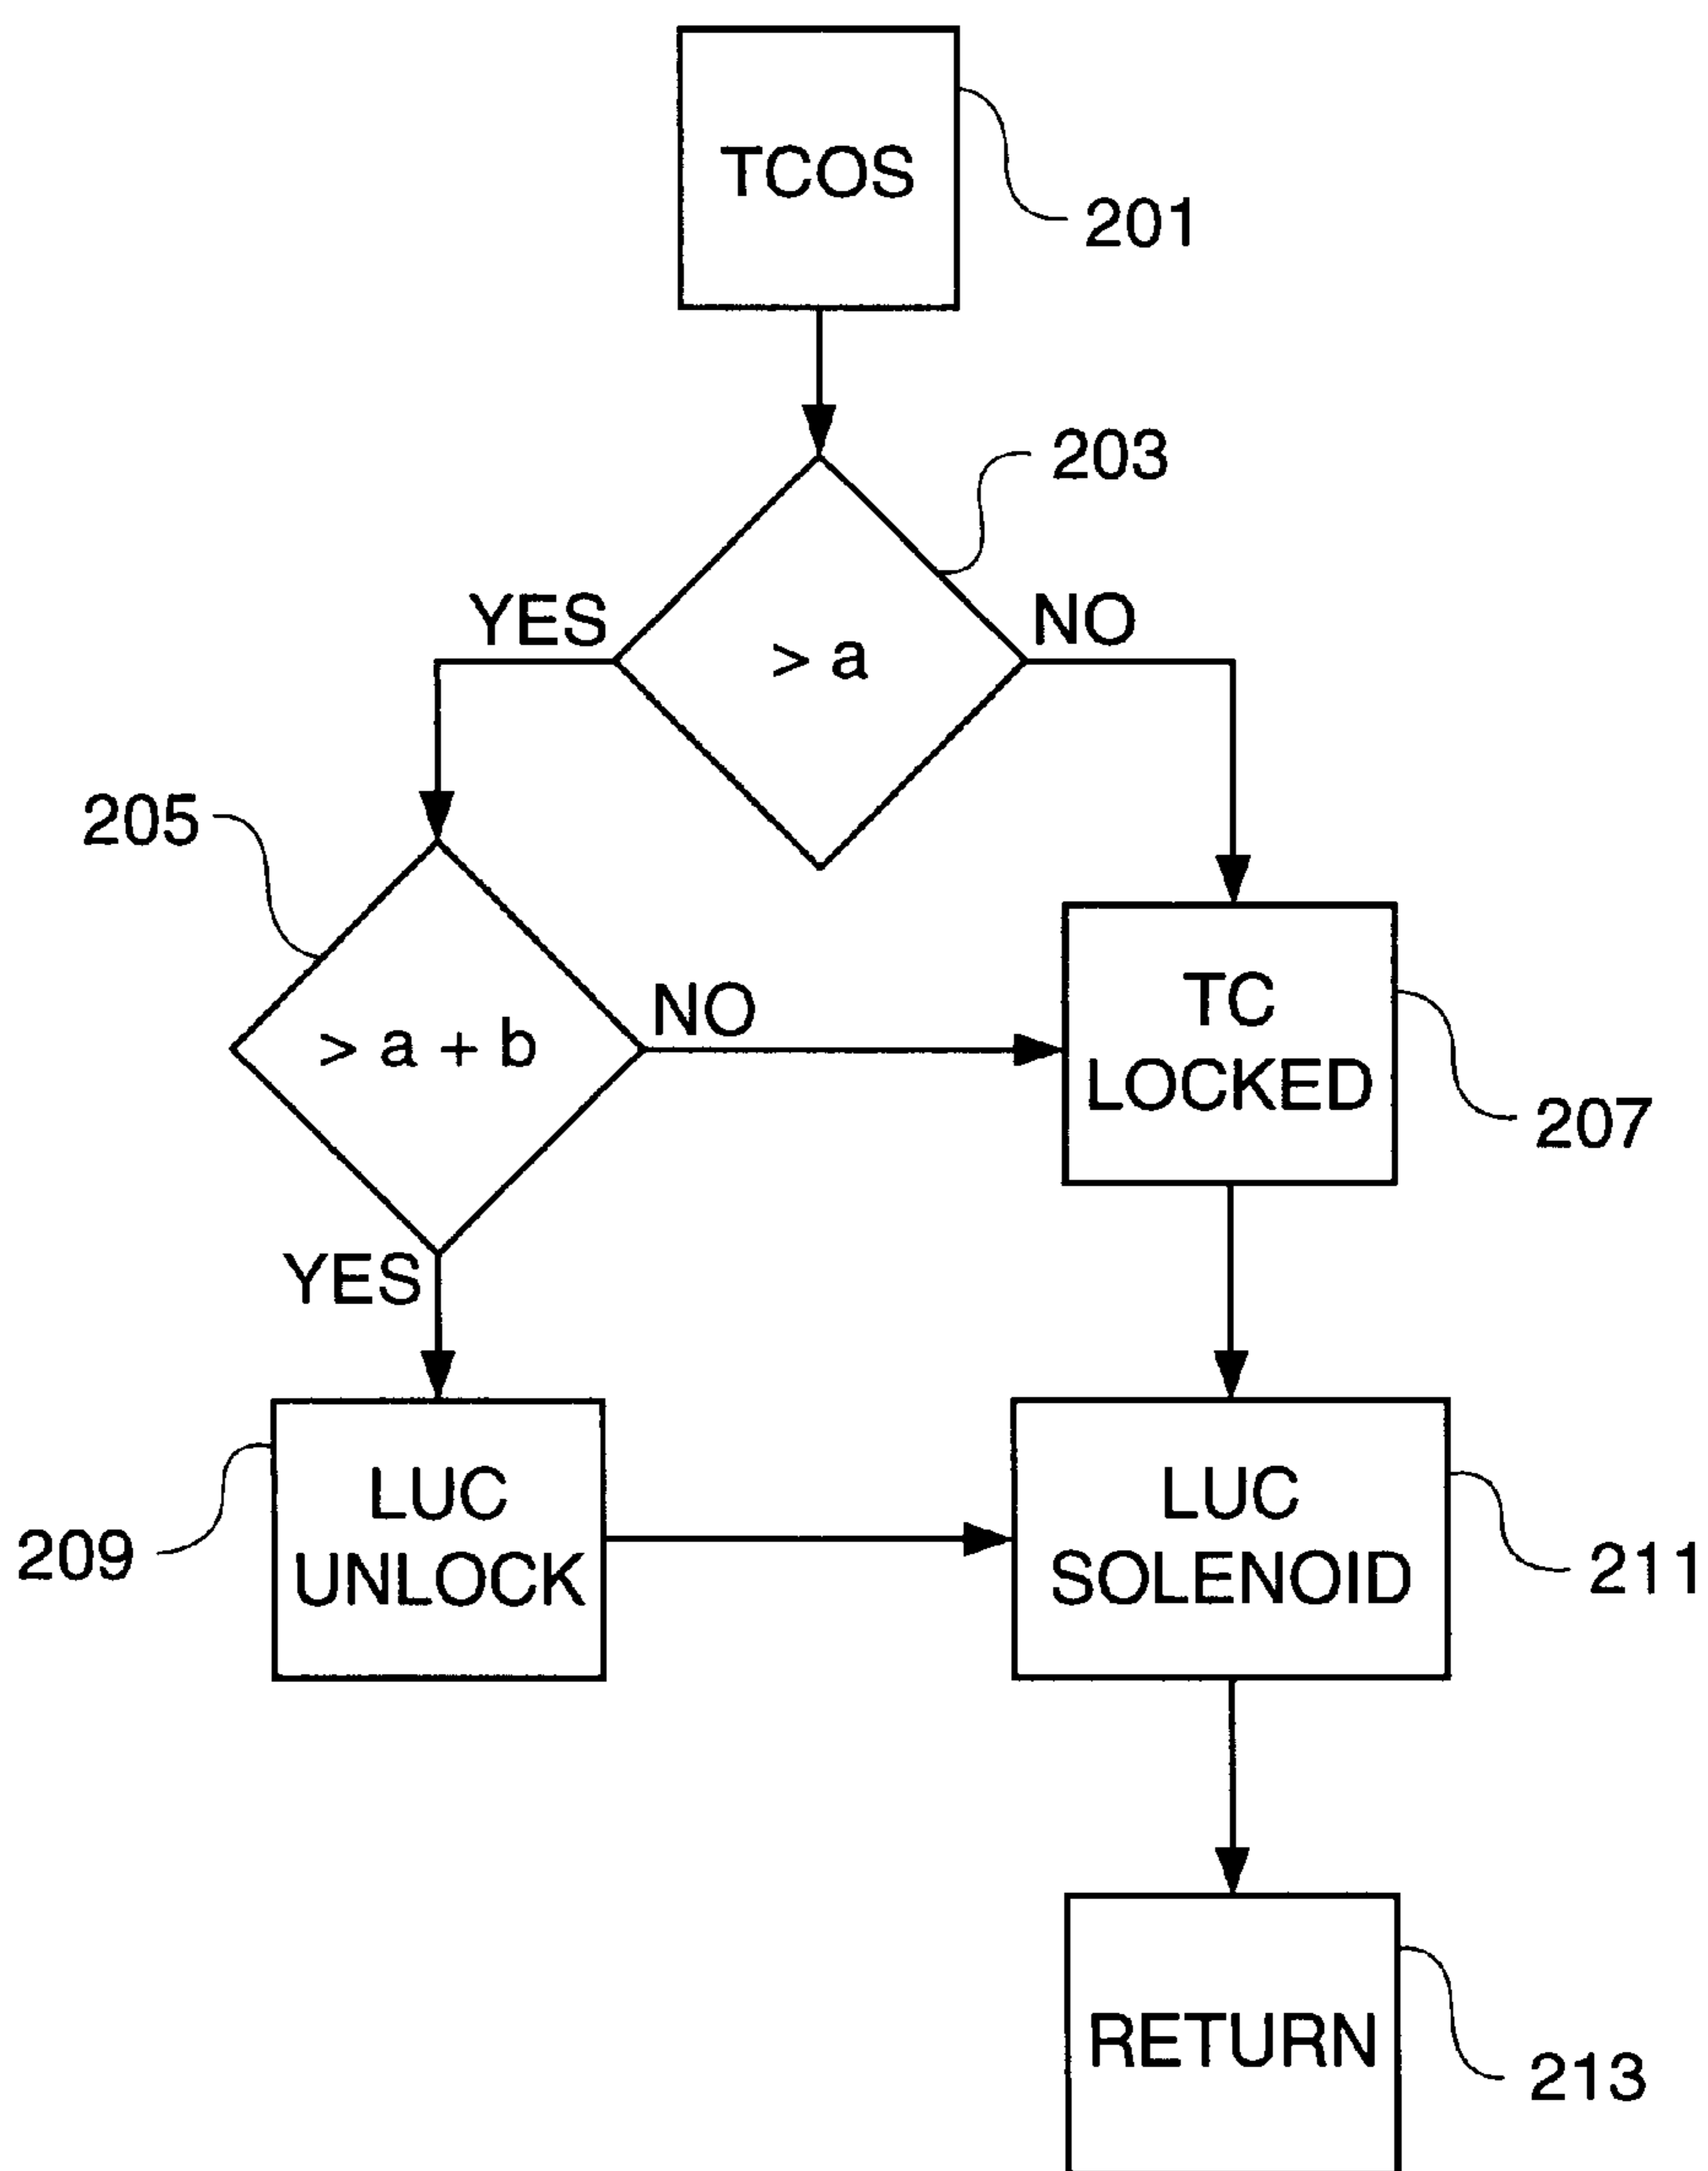 TCOS
201
203
YES
NO
> a
205
NO
> a + b
TC
LOCKED
207
YES
LUC
UNLOCK
209
LUC
SOLENOID
211
RETURN
213